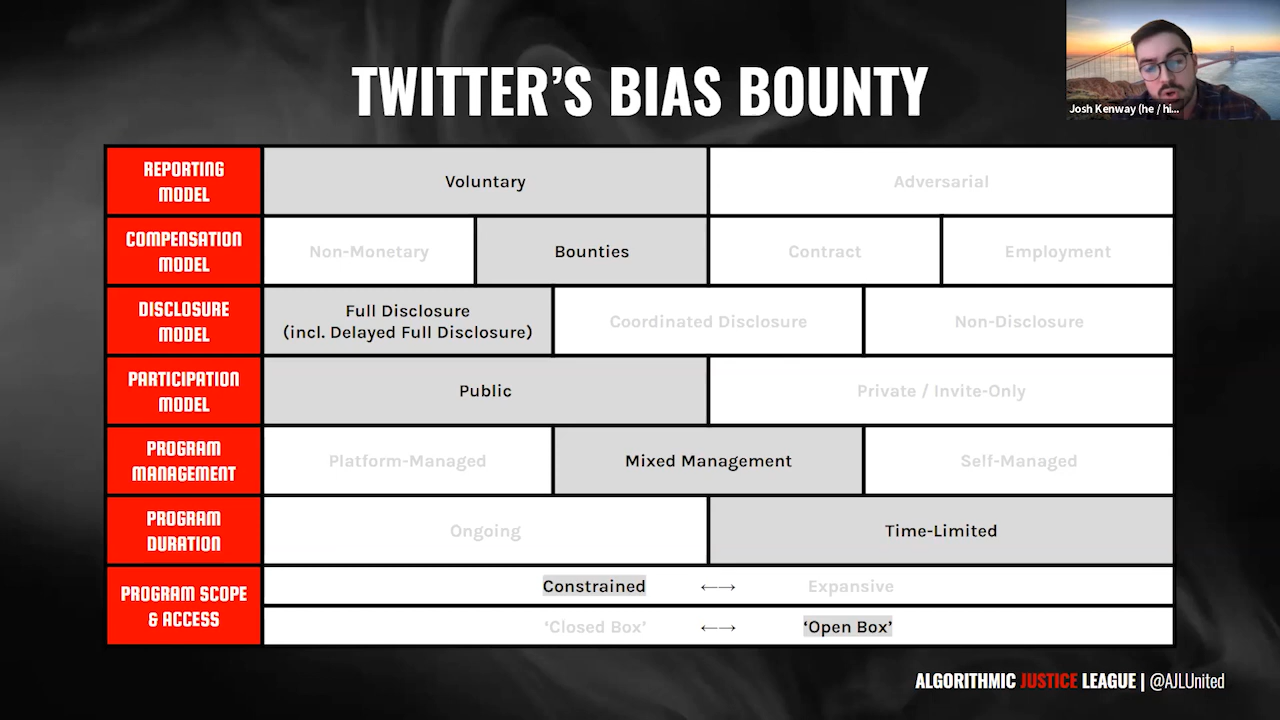 TWITTER'S BIAS BOUNTY
Josh Kenway (he / hi...
REPORTING
MODEL
Voluntary
Adversarial
COMPENSATION
MODEL
Non-Monetary
Bounties
Contract
Employment
DISCLOSURE
MODEL
Full Disclosure
(incl. Delayed Full Disclosure)
Coordinated Disclosure
Non-Disclosure
PARTICIPATION
MODEL
Public
Private / Invite-Only
PROGRAM
MANAGEMENT
Platform-Managed
Mixed Management
Self-Managed
PROGRAM
DURATION
Ongoing
Time-Limited
PROGRAM SCOPE
& ACCESS
Constrained ←→ Expansive
‘Closed Box’ ←→ ‘Open Box’
ALGORITHMIC JUSTICE LEAGUE | @AJLUnited